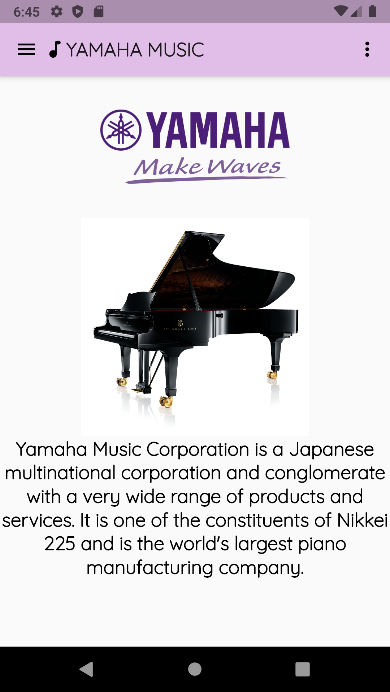 6:45
YAMAHA MUSIC
YAMAHA
Make Waves
Yamaha Music Corporation is a Japanese
multinational corporation and conglomerate
with a very wide range of products and
services. It is one of the constituents of Nikkei
225 and is the world's largest piano
manufacturing company.